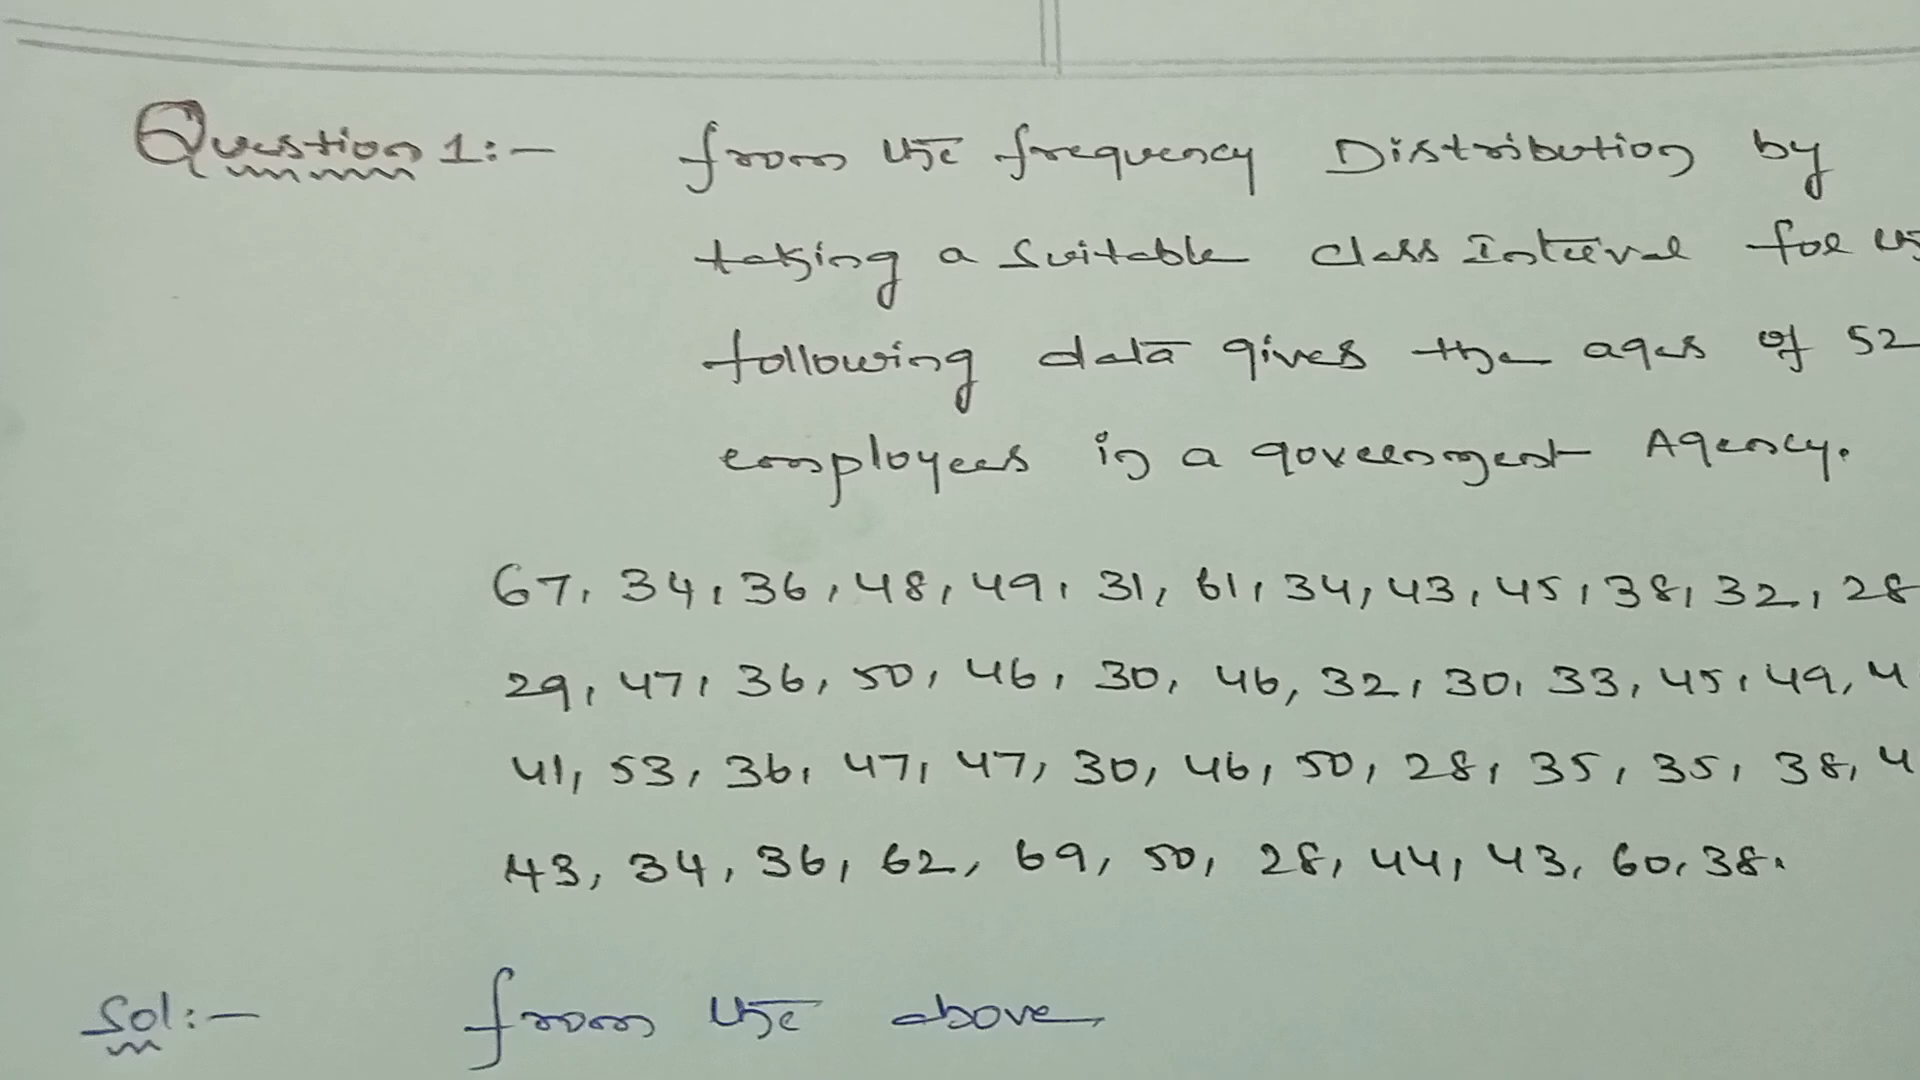 Question 1:- from the frequency Distribution by
taking a Suitable class Interval for
following data gives the ages of 52
employees in a government Agency.
67, 34, 36, 48, 49, 31, 61, 34, 43, 45, 38, 32, 28
29, 47, 36, 50, 46, 30, 46, 32, 30, 33, 45, 49,
41, 53, 36, 47, 47, 30, 46, 50, 28, 35, 35, 38,
43, 34, 36, 62, 69, 50, 28, 44, 43, 60, 38.
Sol:- from the above,